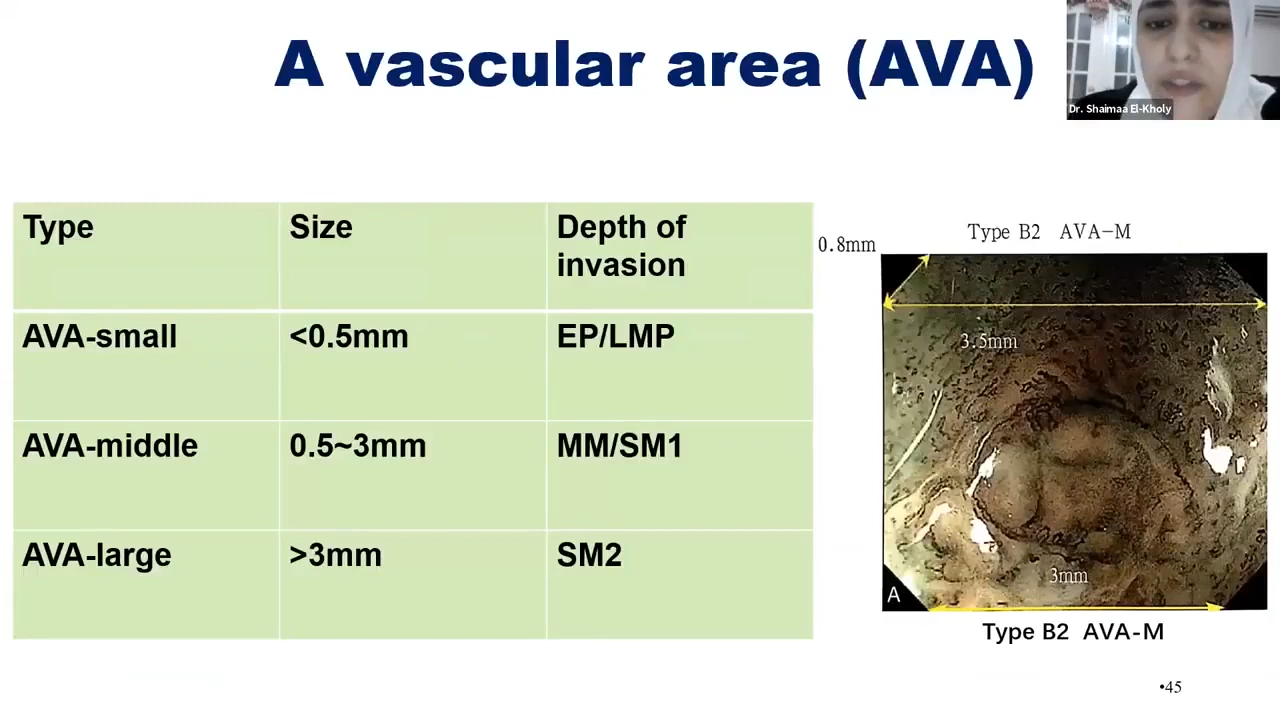 A vascular area (AVA)
Dr. Shaimaa El-Kholy
Type Size Depth of
invasion
AVA-small <0.5mm EP/LMP
AVA-middle 0.5~3mm MM/SM1
AVA-large >3mm SM2
0.8mm
Type B2 AVA-M
3.5mm
3mm
A
Type B2 AVA-M
•45